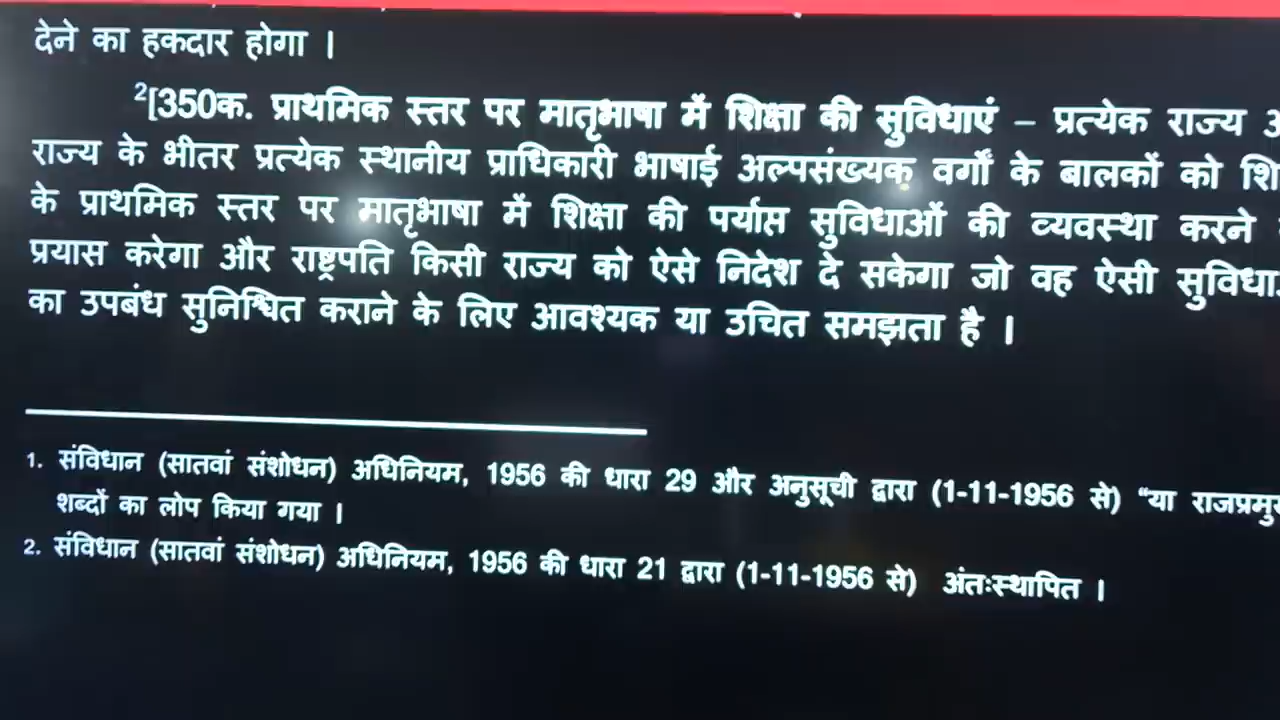 देने का हकदार होगा ।
2[350क. प्राथमिक स्तर पर मातृभाषा में शिक्षा की सुविधाएं – प्रत्येक राज्य
राज्य के भीतर प्रत्येक स्थानीय प्राधिकारी भाषाई अल्पसंख्यक वर्गों के बालकों को
के प्राथमिक स्तर पर मातृभाषा में शिक्षा की पर्याप्त सुविधाओं की व्यवस्था करने
प्रयास करेगा और राष्ट्रपति किसी राज्य को ऐसे निदेश दे सकेगा जो वह ऐसी
का उपबंध सुनिश्चित कराने के लिए आवश्यक या उचित समझता है ।
1. संविधान (सातवां संशोधन) अधिनियम, 1956 की धारा 29 और अनुसूची द्वारा (1-11-1956 से) “या
शब्दों का लोप किया गया ।
2. संविधान (सातवां संशोधन) अधिनियम, 1956 की धारा 21 द्वारा (1-11-1956 से) अंतःस्थापित ।